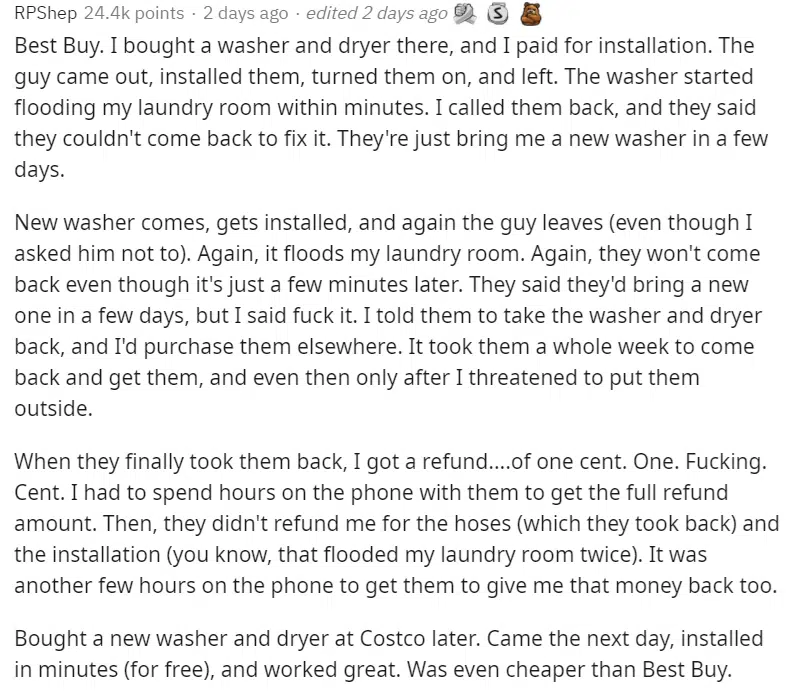 RPShep 24.4k points · 2 days ago · edited 2 days ago S
Best Buy. I bought a washer and dryer there, and I paid for installation. The
guy came out, installed them, turned them on, and left. The washer started
flooding my laundry room within minutes. I called them back, and they said
they couldn't come back to fix it. They're just bring me a new washer in a few
days.
New washer comes, gets installed, and again the guy leaves (even though I
asked him not to). Again, it floods my laundry room. Again, they won't come
back even though it's just a few minutes later. They said they'd bring a new
one in a few days, but I said fuck it. I told them to take the washer and dryer
back, and I'd purchase them elsewhere. It took them a whole week to come
back and get them, and even then only after I threatened to put them
outside.
When they finally took them back, I got a refund....of one cent. One. Fucking.
Cent. I had to spend hours on the phone with them to get the full refund
amount. Then, they didn't refund me for the hoses (which they took back) and
the installation (you know, that flooded my laundry room twice). It was
another few hours on the phone to get them to give me that money back too.
Bought a new washer and dryer at Costco later. Came the next day, installed
in minutes (for free), and worked great. Was even cheaper than Best Buy.